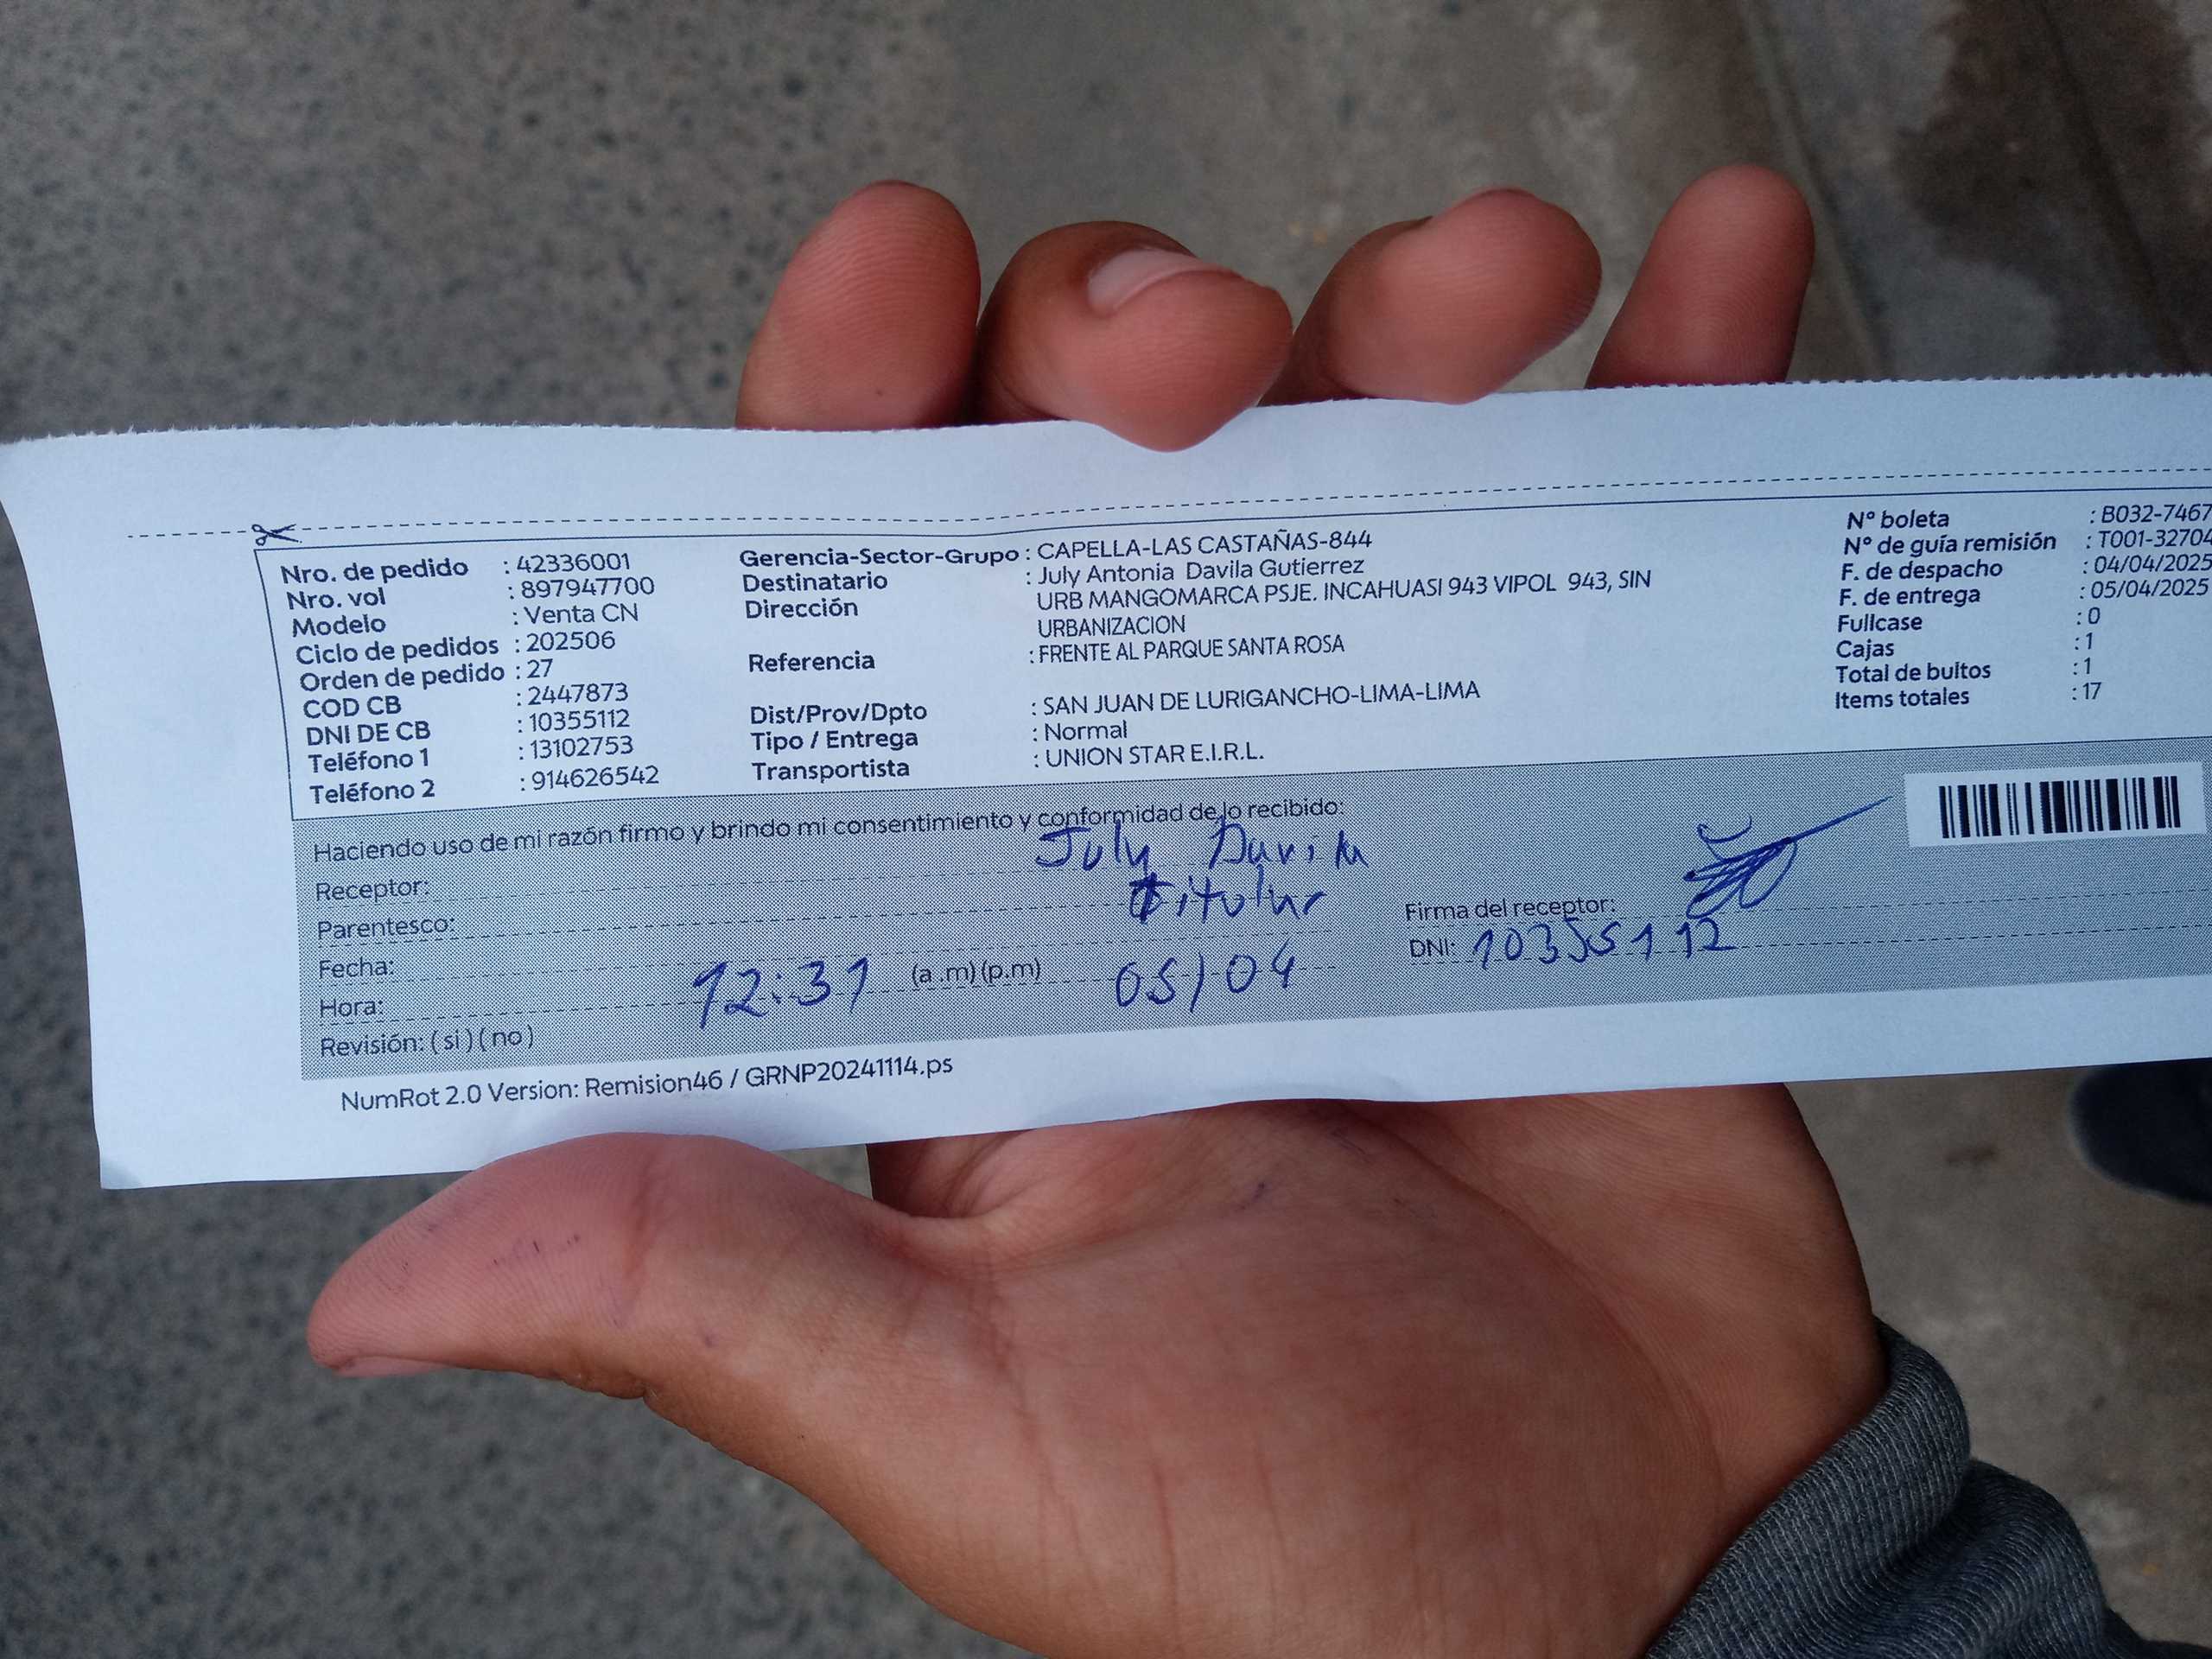 Nro. de pedido : 42336001
Nro. vol : 897947700
Modelo : Venta CN
Ciclo de pedidos : 202506
Orden de pedido : 27
COD CB : 2447873
DNI DE CB : 10355112
Teléfono 1 : 13102753
Teléfono 2 : 914626542
Gerencia-Sector-Grupo : CAPELLA-LAS CASTAÑAS-844
Destinatario : July Antonia Davila Gutierrez
Dirección URB MANGOMARCA PSJE. INCAHUASI 943 VIPOL 943, SIN
URBANIZACION
Referencia : FRENTE AL PARQUE SANTA ROSA
Dist/Prov/Dpto : SAN JUAN DE LURIGANCHO-LIMA-LIMA
Tipo / Entrega : Normal
Transportista : UNION STAR E.I.R.L.
Nº boleta : B032-7467
Nº de guía remisión : T001-32704
F. de despacho : 04/04/2025
F. de entrega : 05/04/2025
Fullcase : 0
Cajas : 1
Total de bultos : 1
Items totales : 17
Haciendo uso de mi razón firmo y brindo mi consentimiento y conformidad de lo recibido:
Receptor: July Davila
Parentesco: titular
Firma del receptor:
Fecha: 05/04
DNI: 10355112
Hora: 12:31 (a.m) (p.m)
Revisión: ( si ) ( no )
NumRot 2.0 Version: Remision46 / GRNP20241114.ps